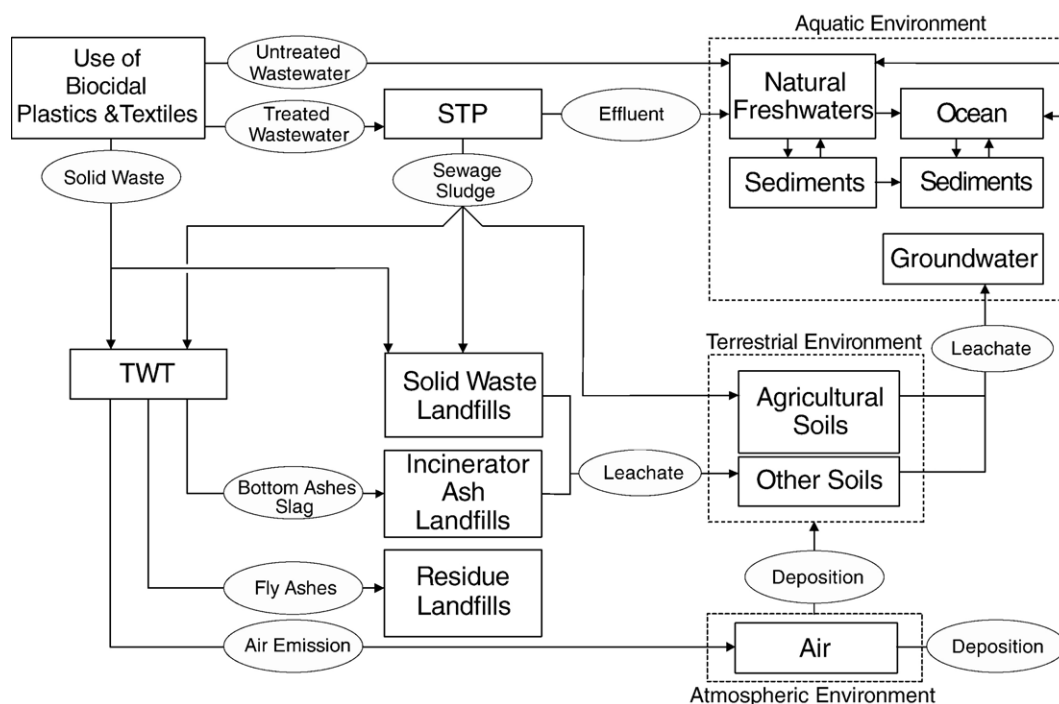 Aquatic Environment
Use of
Biocidal
Plastics &Textiles
Untreated
Wastewater
Treated
Wastewater
STP
Effluent
Natural
Freshwaters
Ocean
Solid Waste
Sewage
Sludge
Sediments
Sediments
Groundwater
Terrestrial Environment
Leachate
TWT
Solid Waste
Landfills
Agricultural
Soils
Bottom Ashes
Slag
Incinerator
Ash
Landfills
Leachate
Other Soils
Fly Ashes
Residue
Landfills
Deposition
Air Emission
Air
Deposition
Atmospheric Environment